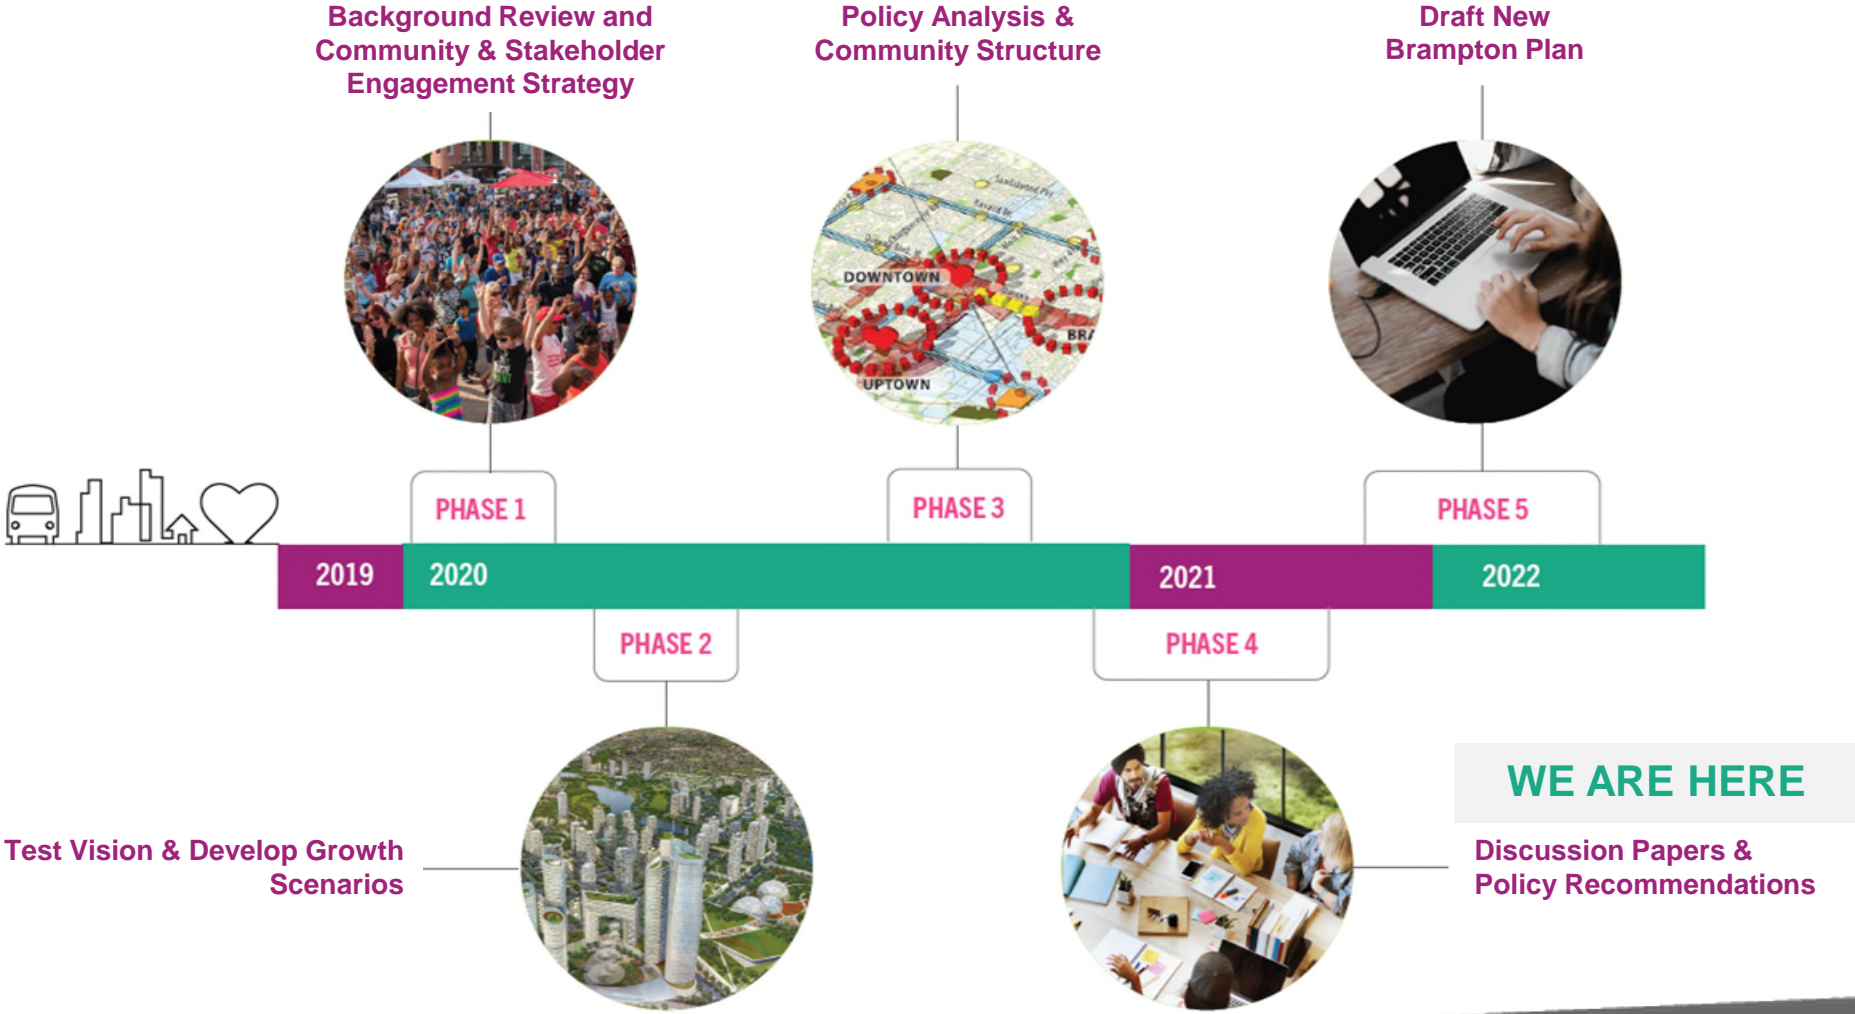 Background Review and
Community & Stakeholder
Engagement Strategy
Policy Analysis &
Community Structure
Draft New
Brampton Plan
DOWNTOWN
UPTOWN
BRA
PHASE 1
PHASE 3
PHASE 5
2019
2020
2021
2022
PHASE 2
PHASE 4
Test Vision & Develop Growth
Scenarios
WE ARE HERE
Discussion Papers &
Policy Recommendations